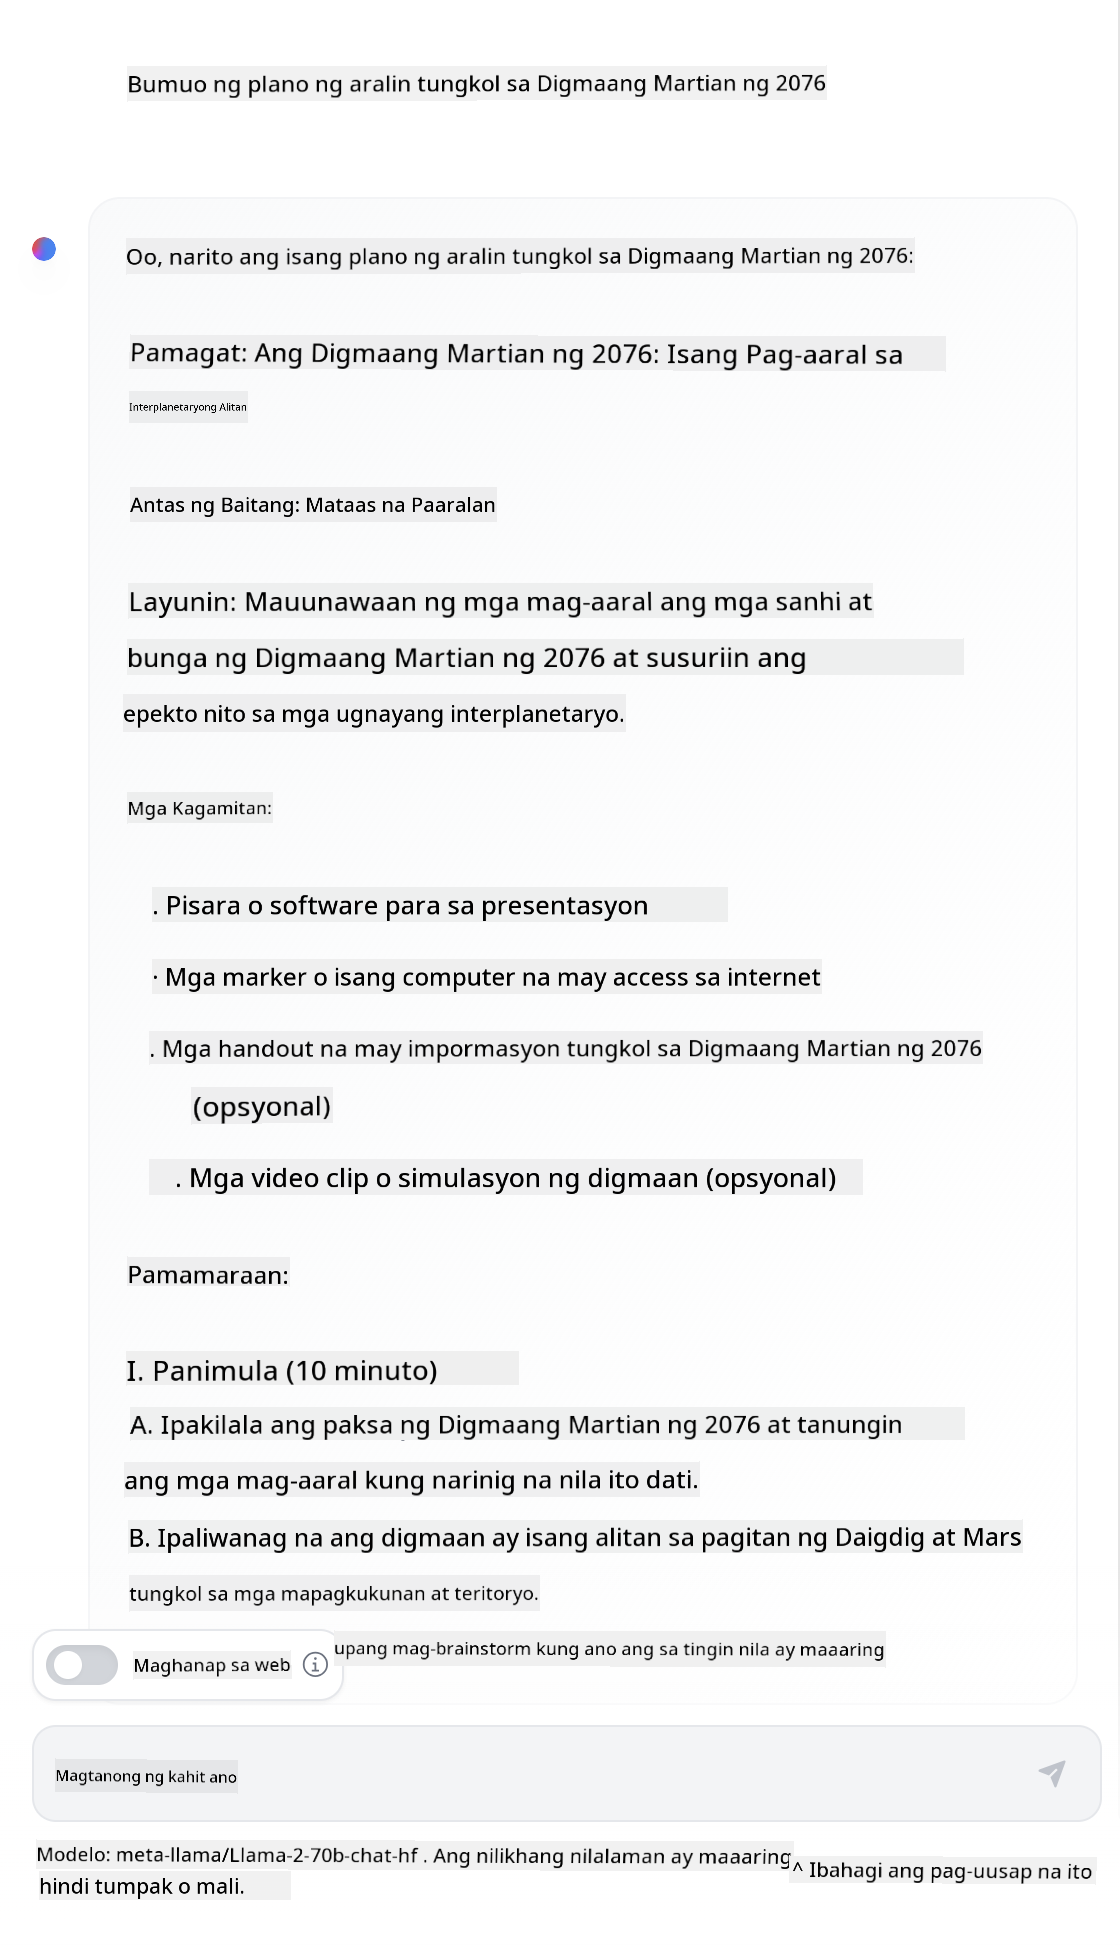 Bumuo ng plano ng aralin tungkol sa Digmaang Martian ng 2076
Oo, narito ang isang plano ng aralin tungkol sa Digmaang Martian ng 2076:
Pamagat: Ang Digmaang Martian ng 2076: Isang Pag-aaral sa
Interplanetaryong Alitan
Antas ng Baitang: Mataas na Paaralan
Layunin: Mauunawaan ng mga mag-aaral ang mga sanhi at
bunga ng Digmaang Martian ng 2076 at susuriin ang
epekto nito sa mga ugnayang interplanetaryo.
Mga Kagamitan:
. Pisara o software para sa presentasyon
· Mga marker o isang computer na may access sa internet
. Mga handout na may impormasyon tungkol sa Digmaang Martian ng 2076
(opsyonal)
. Mga video clip o simulasyon ng digmaan (opsyonal)
Pamamaraan:
I. Panimula (10 minuto)
A. Ipakilala ang paksa ng Digmaang Martian ng 2076 at tanungin
ang mga mag-aaral kung narinig na nila ito dati.
B. Ipaliwanag na ang digmaan ay isang alitan sa pagitan ng Daigdig at Mars
tungkol sa mga mapagkukunan at teritoryo.
upang mag-brainstorm kung ano ang sa tingin nila ay maaaring
Maghanap sa web
Magtanong ng kahit ano
Modelo: meta-llama/Llama-2-70b-chat-hf . Ang nilikhang nilalaman ay maaaring
hindi tumpak o mali.
^ Ibahagi ang pag-uusap na ito